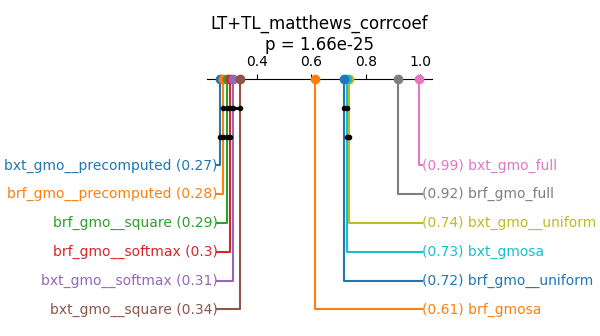 LT+TL_matthews_corrcoef
p = 1.66e-25
0.4 0.6 0.8 1.0
bxt_gmo__precomputed (0.27) (0.99) bxt_gmo_full
brf_gmo__precomputed (0.28) (0.92) brf_gmo_full
brf_gmo__square (0.29) (0.74) bxt_gmo__uniform
brf_gmo__softmax (0.3) (0.73) bxt_gmosa
bxt_gmo__softmax (0.31) (0.72) brf_gmo__uniform
bxt_gmo__square (0.34) (0.61) brf_gmosa